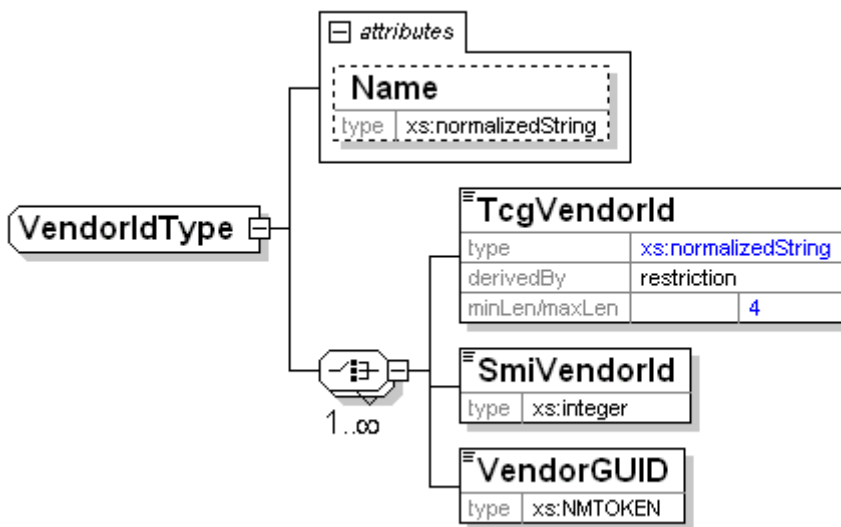 attributes
Name
type xs:normalizedString
VendorIdType
TcgVendorId
type xs:normalizedString
derivedBy restriction
minLen/maxLen 4
1..∞
SmiVendorId
type xs:integer
VendorGUID
type xs:NMTOKEN